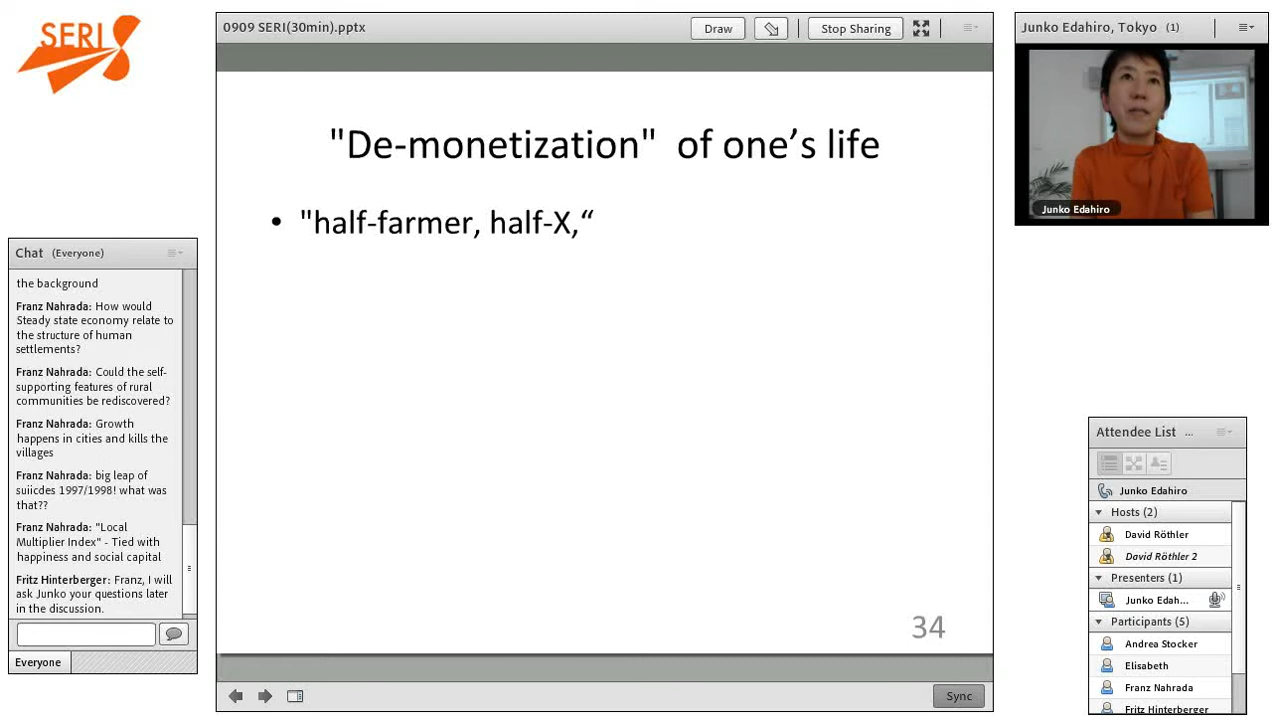 SERI
0909 SERI(30min).pptx
Draw
Stop Sharing
"De-monetization"  of one’s life
• "half-farmer, half-X,“
34
Sync
Junko Edahiro, Tokyo (1)
Junko Edahiro
Chat (Everyone)
the background
Franz Nahrada: How would
Steady state economy relate to
the structure of human
settlements?
Franz Nahrada: Could the self-
supporting features of rural
communities be rediscovered?
Franz Nahrada: Growth
happens in cities and kills the
villages
Franz Nahrada: big leap of
suiicdes 1997/1998! what was
that??
Franz Nahrada: "Local
Multiplier Index" - Tied with
happiness and social capital
Fritz Hinterberger: Franz, I will
ask Junko your questions later
in the discussion.
Everyone
Attendee List ...
Junko Edahiro
Hosts (2)
David Röthler
David Röthler 2
Presenters (1)
Junko Edah...
Participants (5)
Andrea Stocker
Elisabeth
Franz Nahrada
Fritz Hinterberger